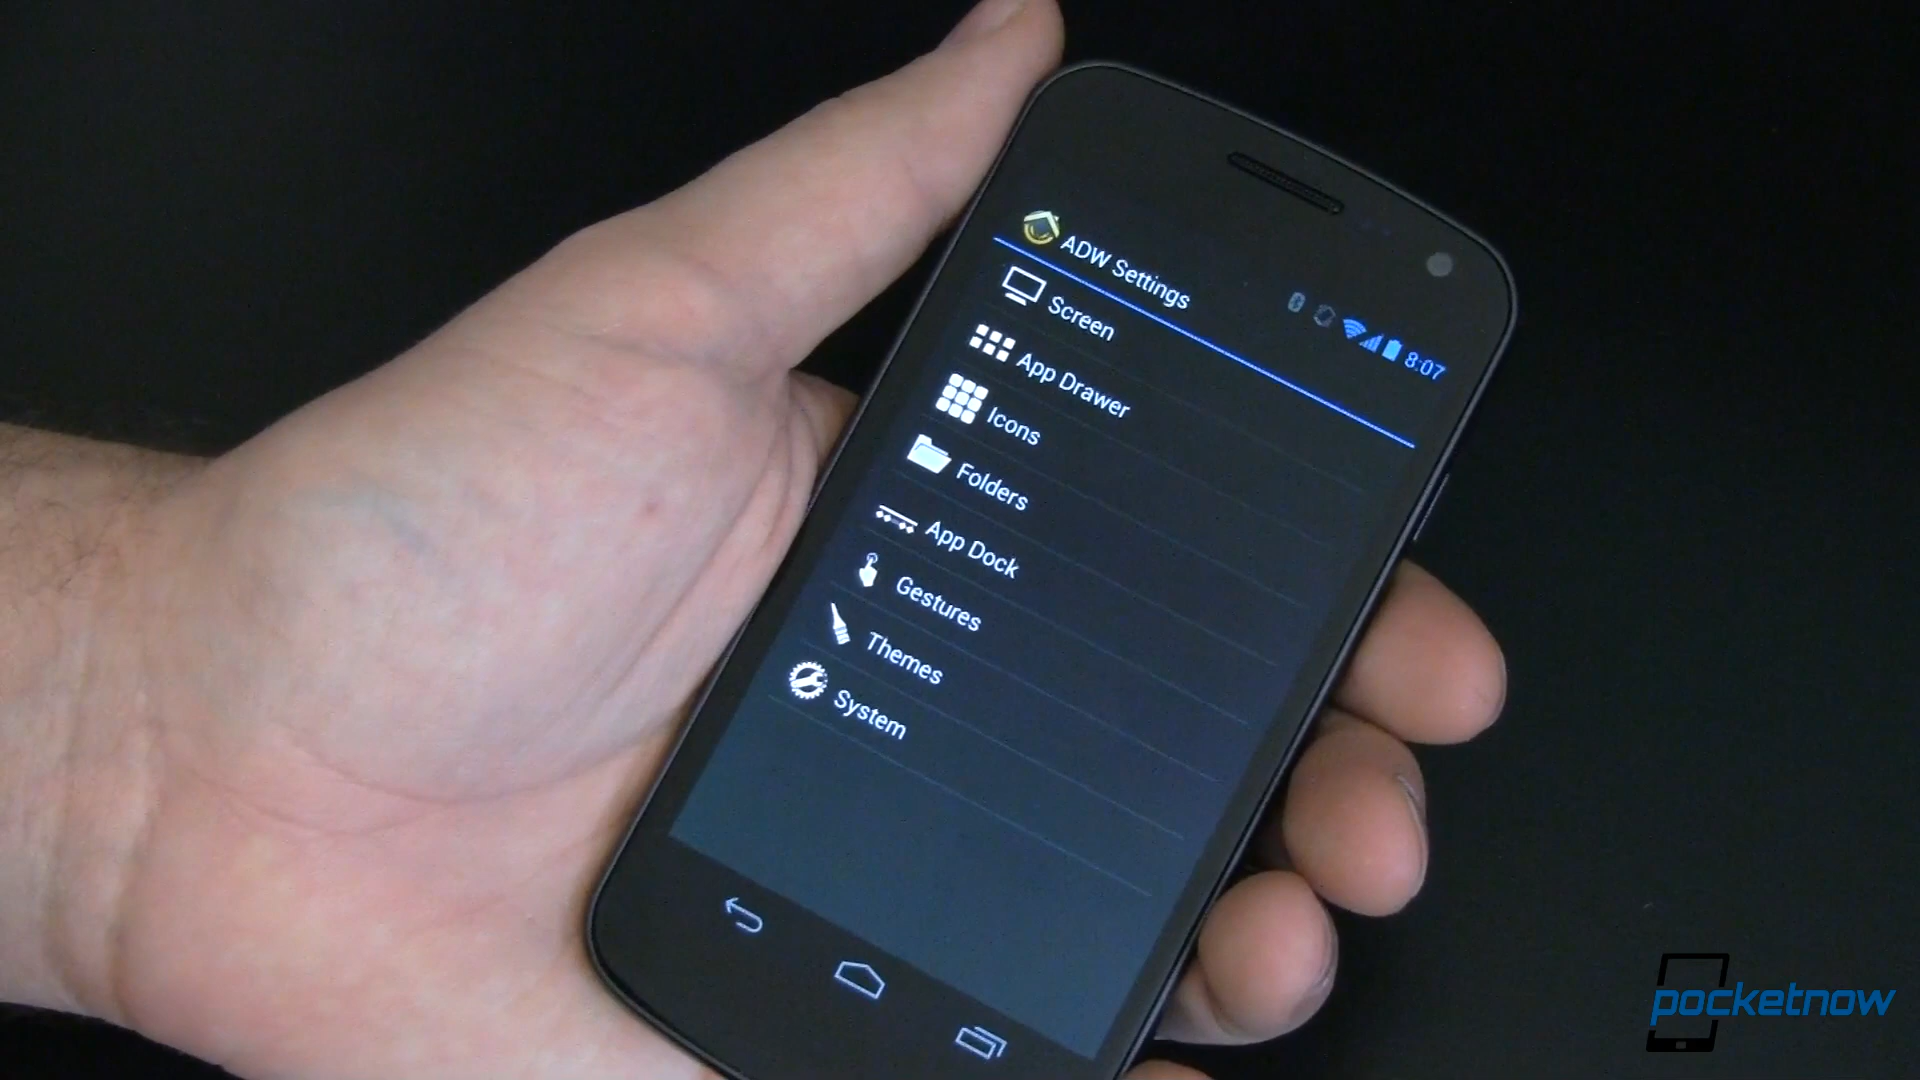 8:07
ADW Settings
Screen
App Drawer
Icons
Folders
App Dock
Gestures
Themes
System
pocketnow